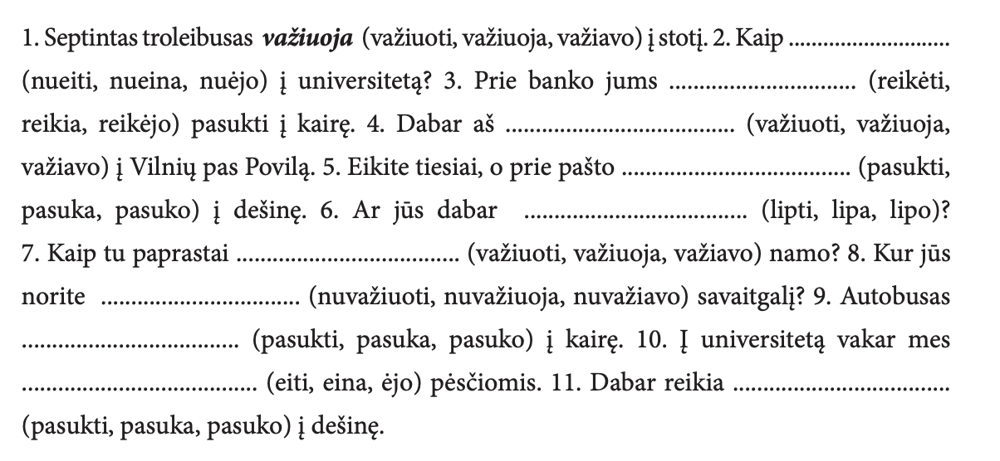 1. Septintas troleibusas važiuoja (važiuoti, važiuoja, važiavo) į stotį. 2. Kaip ...........................
(nueiti, nueina, nuėjo) į universitetą? 3. Prie banko jums ............................... (reikėti,
reikia, reikėjo) pasukti į kairę. 4. Dabar aš ...................................... (važiuoti, važiuoja,
važiavo) į Vilnių pas Povilą. 5. Eikite tiesiai, o prie pašto ...................................... (pasukti,
pasuka, pasuko) į dešinę. 6. Ar jūs dabar ..................................... (lipti, lipa, lipo)?
7. Kaip tu paprastai ..................................... (važiuoti, važiuoja, važiavo) namo? 8. Kur jūs
norite ................................. (nuvažiuoti, nuvažiuoja, nuvažiavo) savaitgalį? 9. Autobusas
.................................... (pasukti, pasuka, pasuko) į kairę. 10. Į universitetą vakar mes
....................................... (eiti, eina, ėjo) pėsčiomis. 11. Dabar reikia ....................................
(pasukti, pasuka, pasuko) į dešinę.